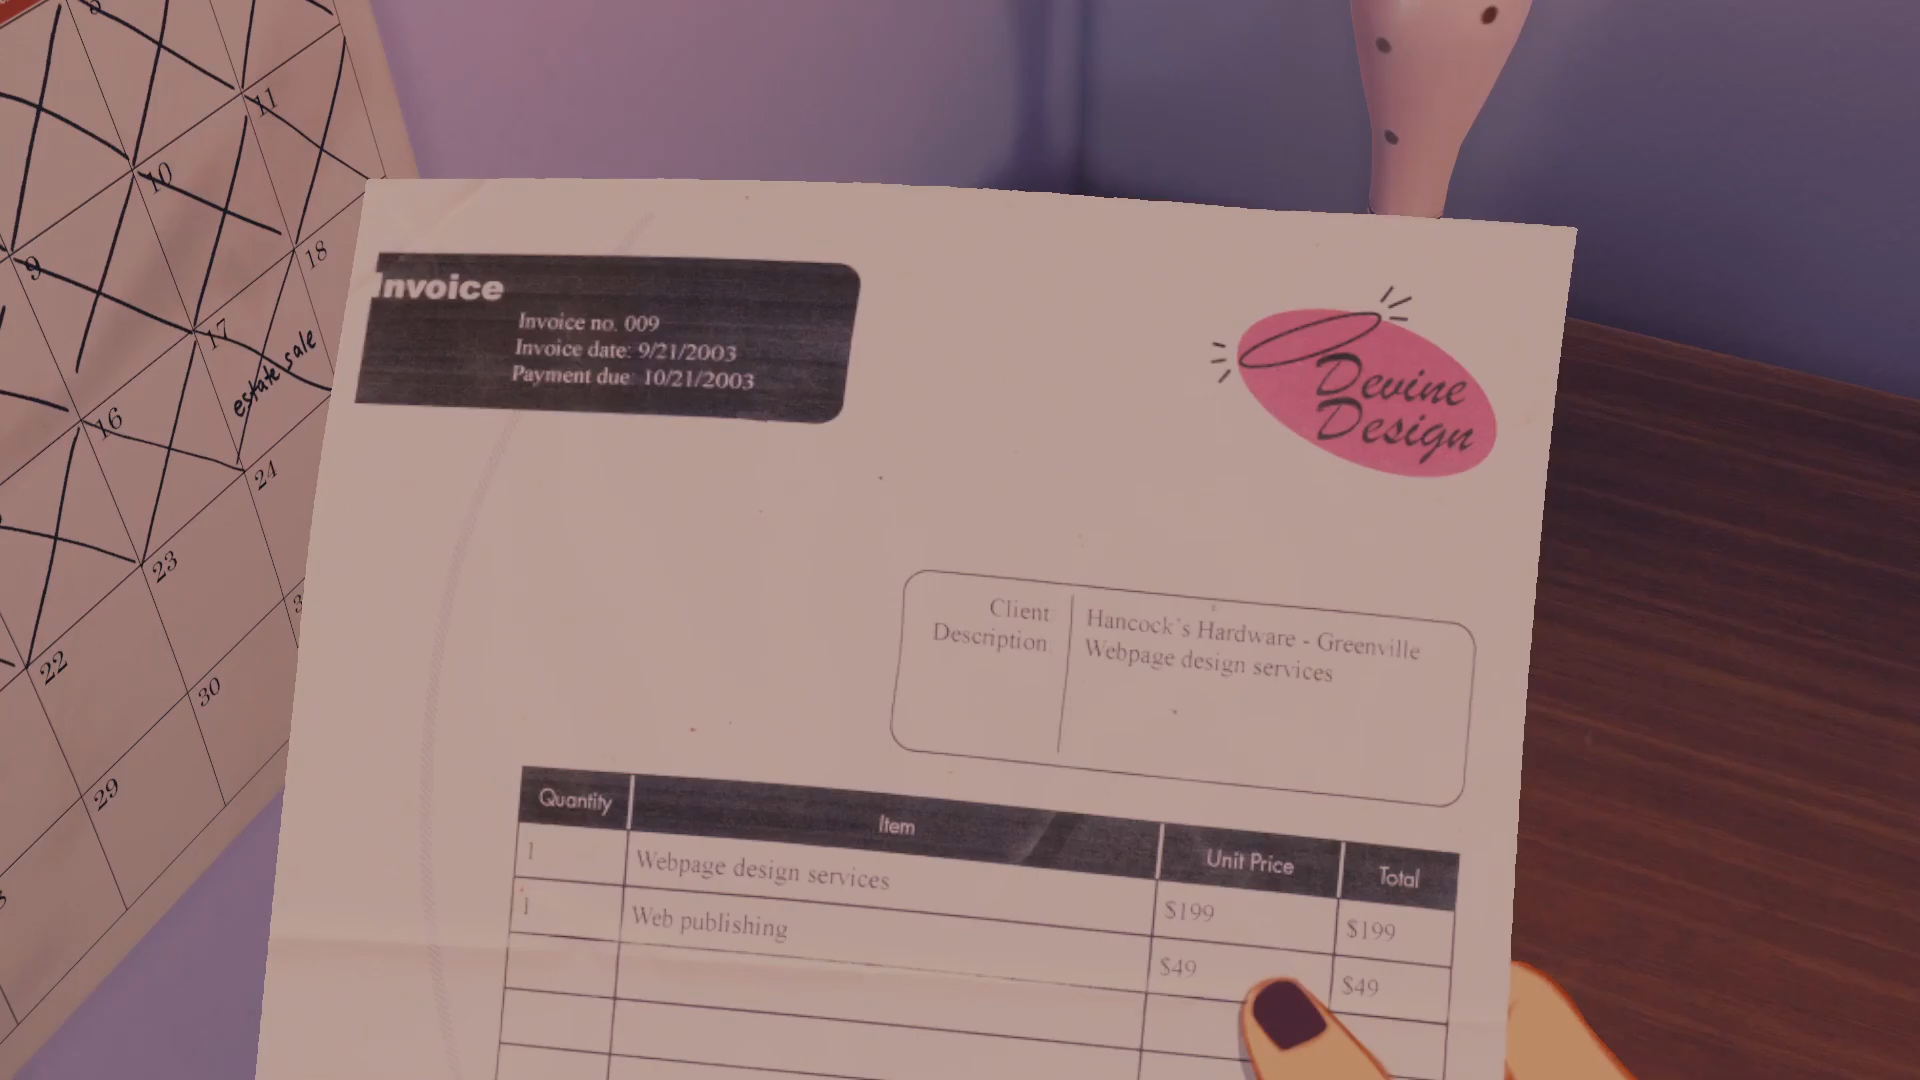 11
10
18
9
17
estate sale
16
24
23
22
30
29
Invoice
Invoice no. 009
Invoice date: 9/21/2003
Payment due: 10/21/2003
Devine
Design
Client Hancock's Hardware - Greenville
Description Webpage design services
Quantity Item Unit Price Total
1 Webpage design services $199 $199
1 Web publishing $49 $49